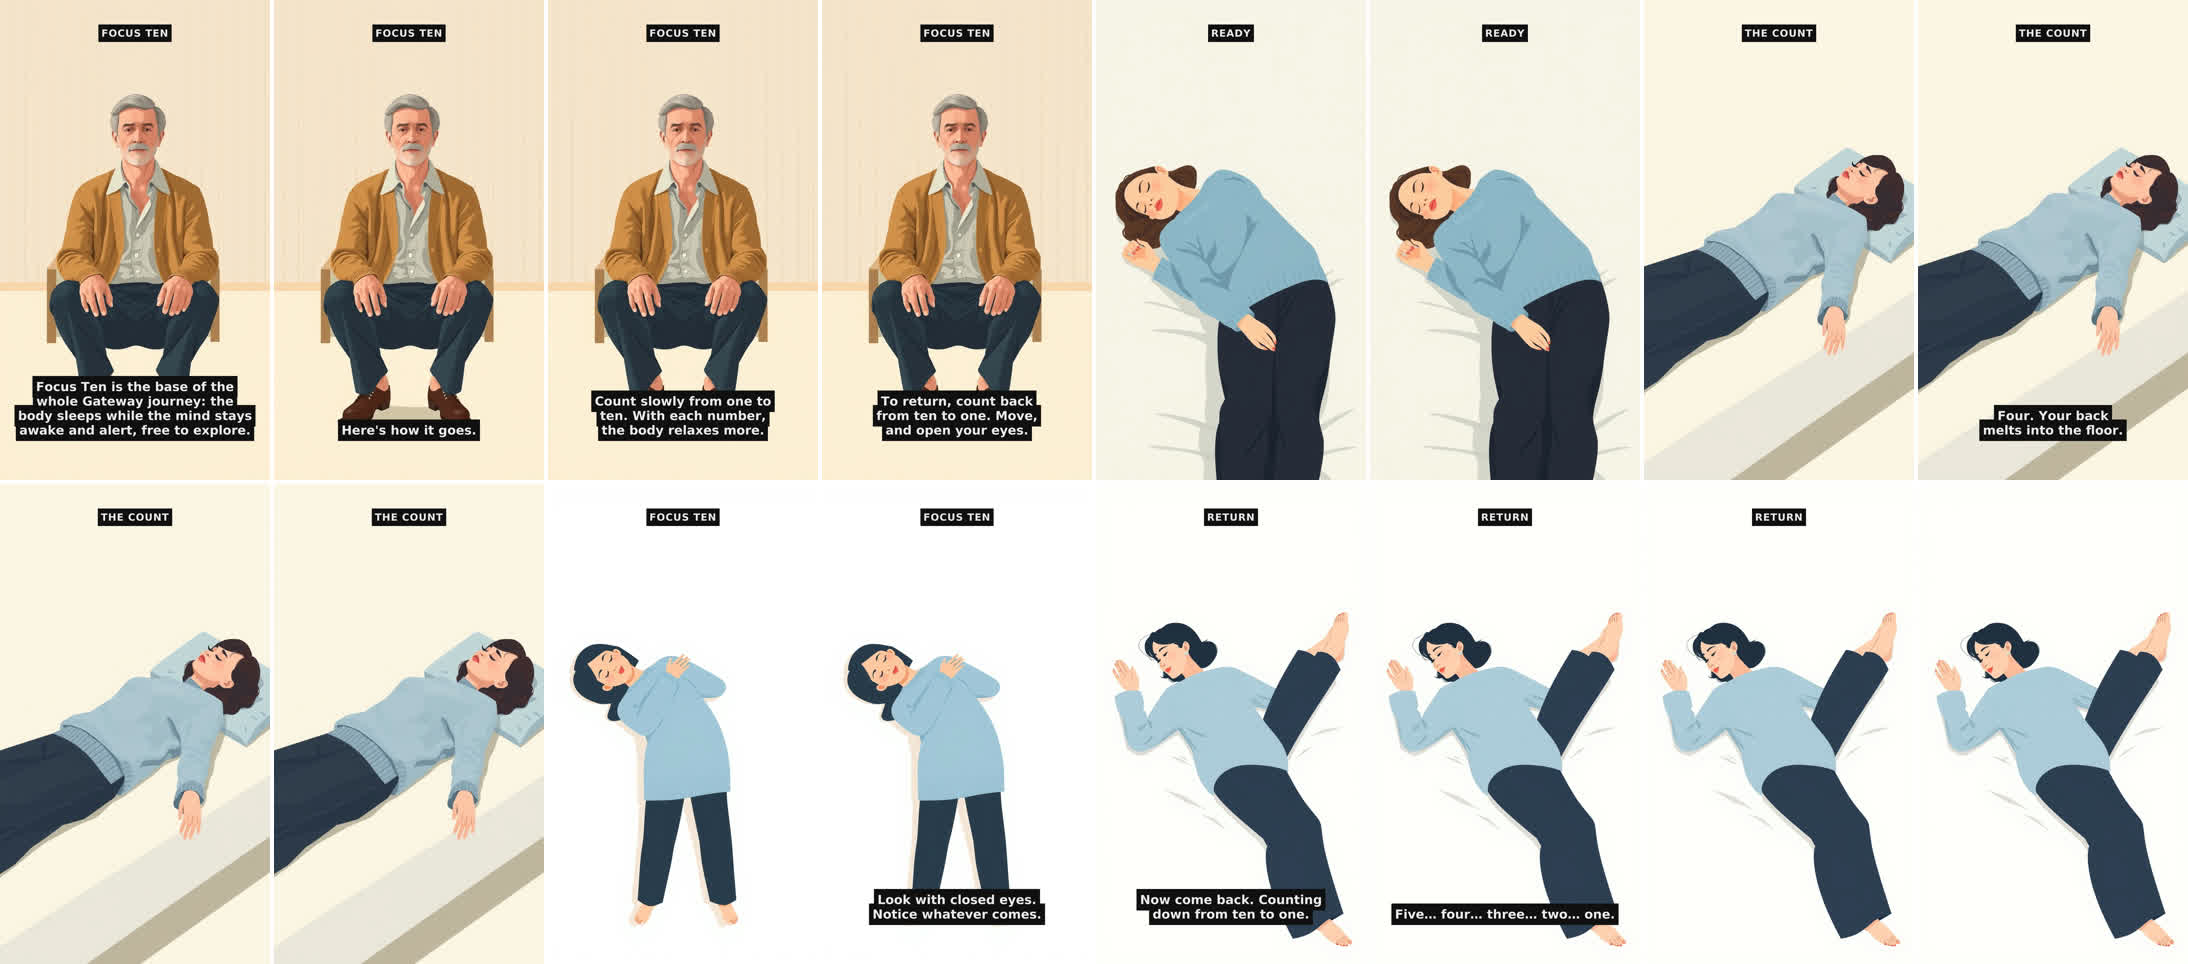 FOCUS TEN
Focus Ten is the base of the
whole Gateway journey: the
body sleeps while the mind stays
awake and alert, free to explore.
FOCUS TEN
Here's how it goes.
FOCUS TEN
Count slowly from one to
ten. With each number,
the body relaxes more.
FOCUS TEN
To return, count back
from ten to one. Move,
and open your eyes.
READY
READY
THE COUNT
THE COUNT
Four. Your back
melts into the floor.
THE COUNT
THE COUNT
FOCUS TEN
FOCUS TEN
Look with closed eyes.
Notice whatever comes.
RETURN
Now come back. Counting
down from ten to one.
RETURN
Five... four... three... two... one.
RETURN